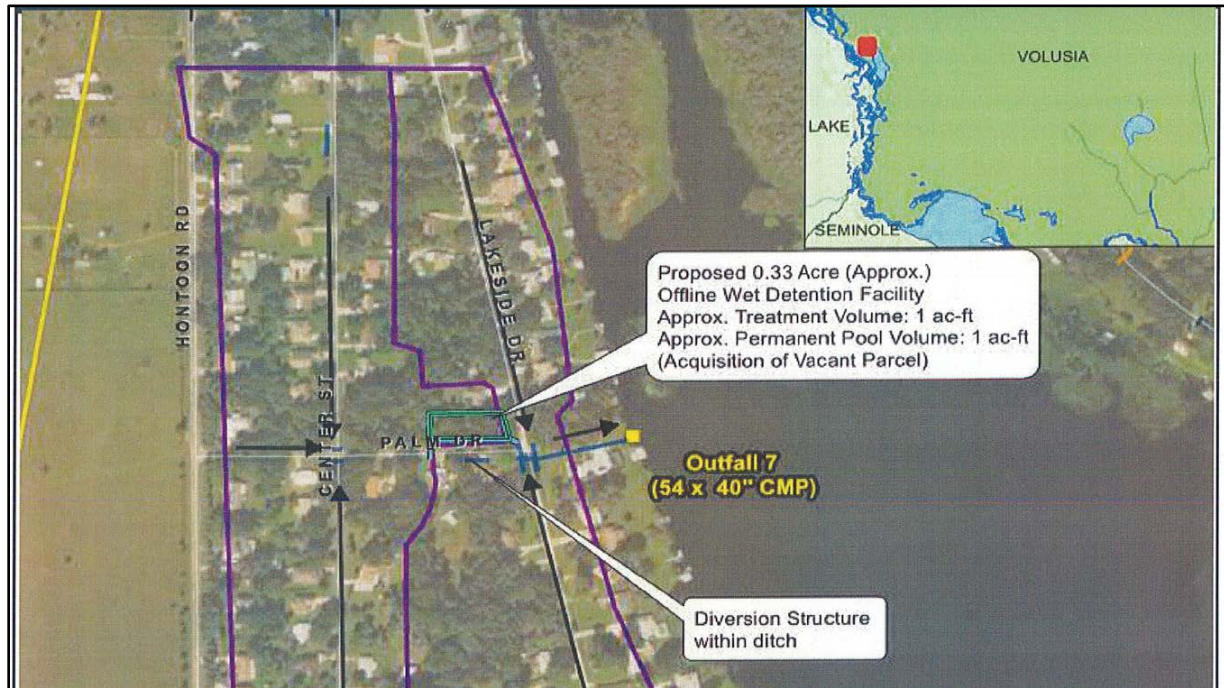 VOLUSIA
LAKE
SEMINOLE
HONTOON RD
LAKESIDE DR
Proposed 0.33 Acre (Approx.)
Offline Wet Detention Facility
Approx. Treatment Volume: 1 ac-ft
Approx. Permanent Pool Volume: 1 ac-ft
(Acquisition of Vacant Parcel)
CENTER ST
PALM DR
Outfall 7
(54 x 40" CMP)
Diversion Structure
within ditch